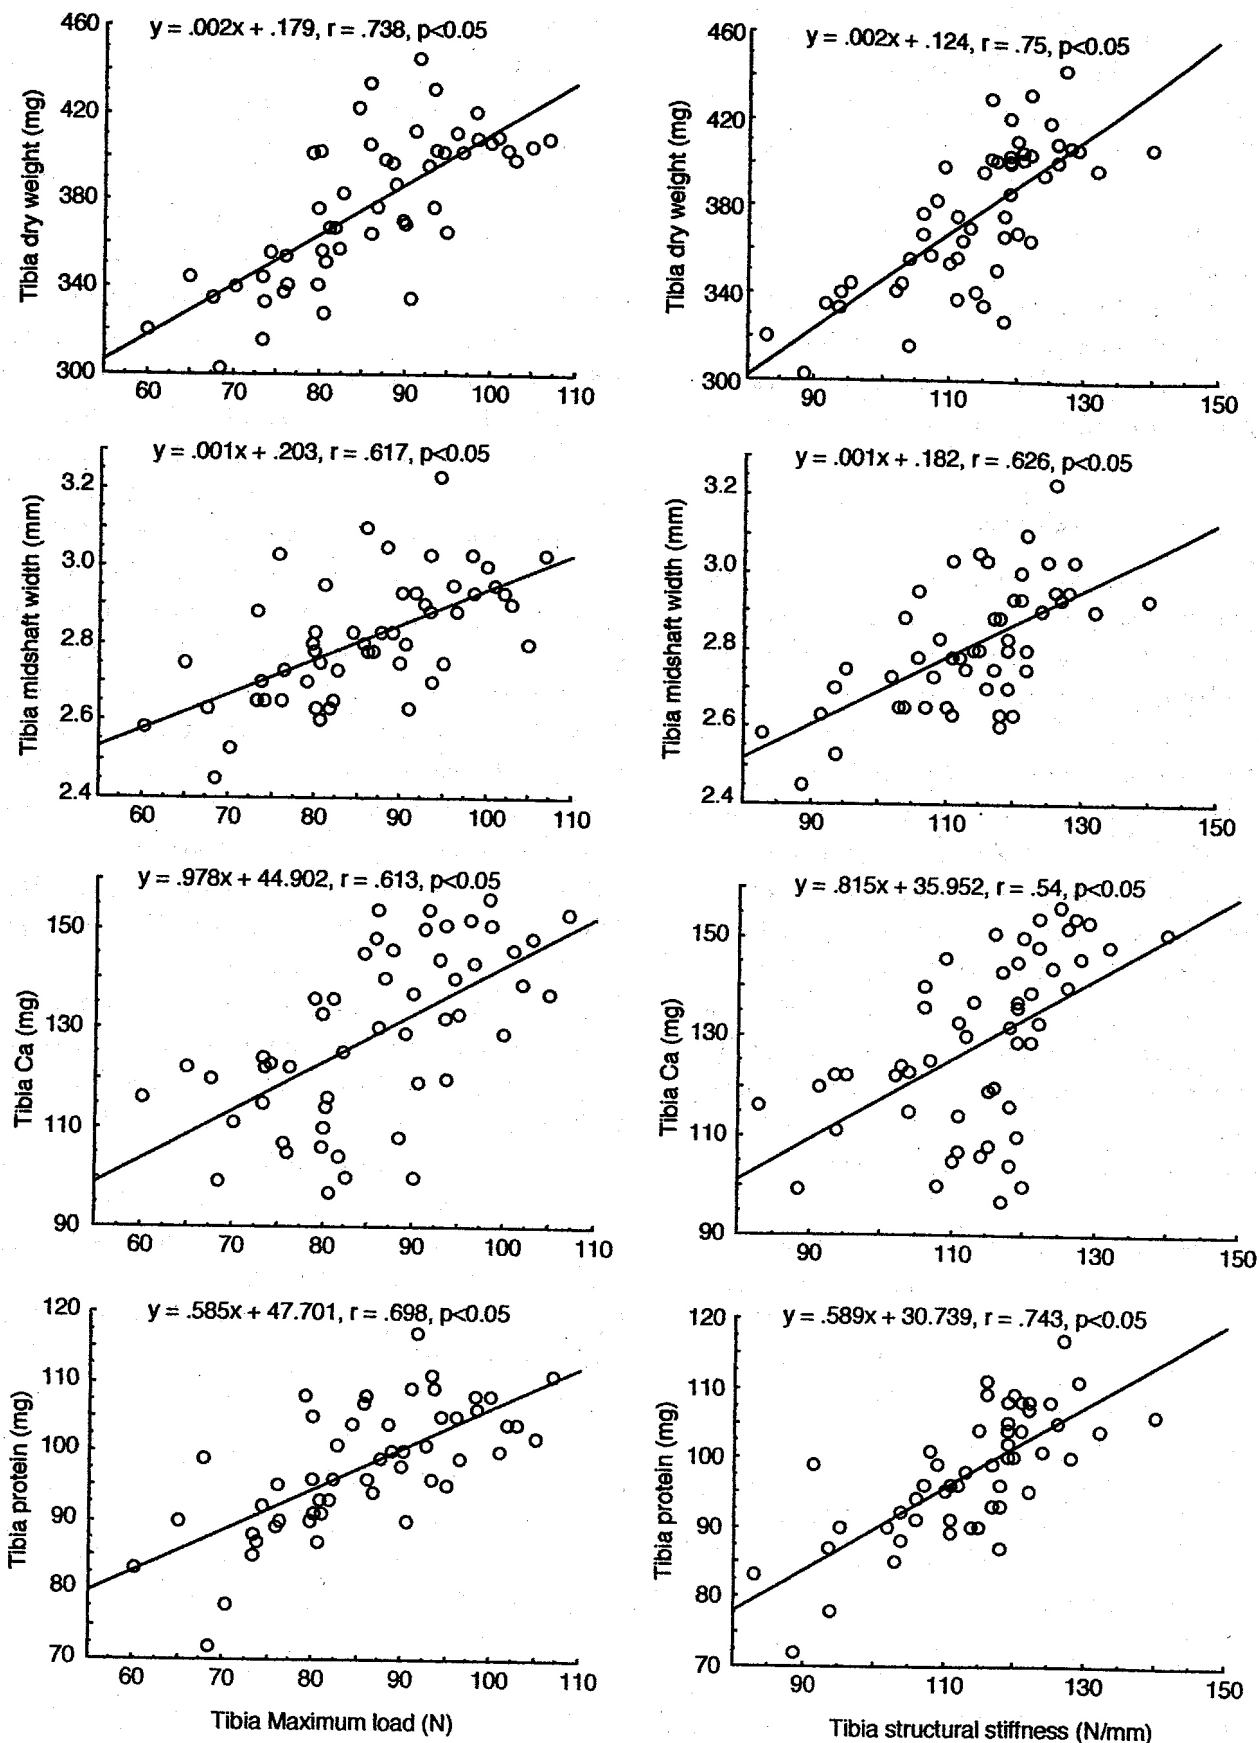 y = .002x + .179, r = .738, p<0.05
460
420
380
340
300
Tibia dry weight (mg)
60 70 80 90 100 110
y = .002x + .124, r = .75, p<0.05
460
420
380
340
300
Tibia dry weight (mg)
90 110 130 150
y = .001x + .203, r = .617, p<0.05
3.2
3.0
2.8
2.6
2.4
Tibia midshaft width (mm)
60 70 80 90 100 110
y = .001x + .182, r = .626, p<0.05
3.2
3.0
2.8
2.6
2.4
Tibia midshaft width (mm)
90 110 130 150
y = .978x + 44.902, r = .613, p<0.05
150
130
110
90
Tibia Ca (mg)
60 70 80 90 100 110
y = .815x + 35.952, r = .54, p<0.05
150
130
110
90
Tibia Ca (mg)
90 110 130 150
y = .585x + 47.701, r = .698, p<0.05
120
110
100
90
80
70
Tibia protein (mg)
60 70 80 90 100 110
Tibia Maximum load (N)
y = .589x + 30.739, r = .743, p<0.05
120
110
100
90
80
70
Tibia protein (mg)
90 110 130 150
Tibia structural stiffness (N/mm)